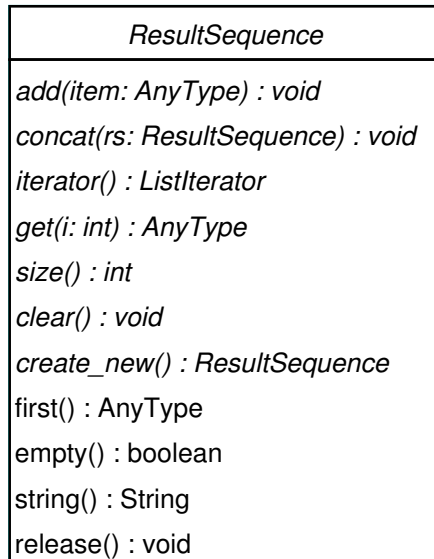 ResultSequence
add(item: AnyType) : void
concat(rs: ResultSequence) : void
iterator() : ListIterator
get(i: int) : AnyType
size() : int
clear() : void
create_new() : ResultSequence
first() : AnyType
empty() : boolean
string() : String
release() : void